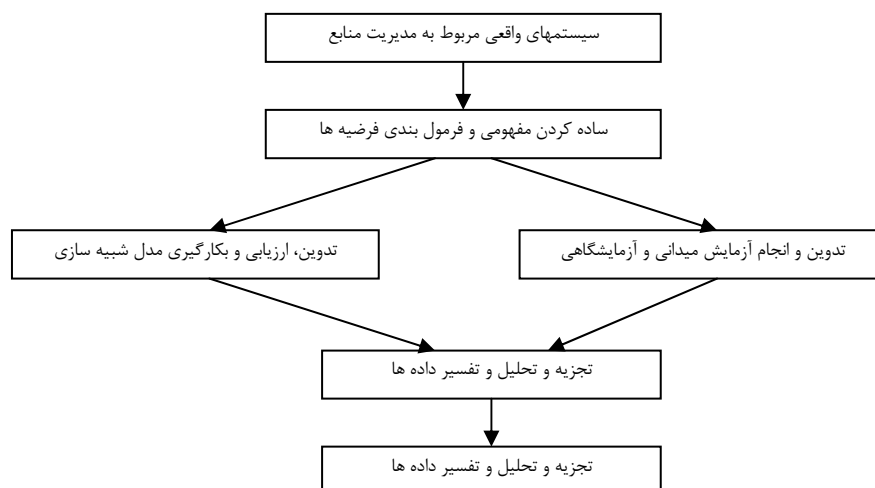 سیستمهای واقعی مربوط به مدیریت منابع
ساده کردن مفهومی و فرمول بندی فرضیه ها
تدوین و انجام آزمایش میدانی و آزمایشگاهی
تدوین، ارزیابی و بکارگیری مدل شبیه سازی
تجزیه و تحلیل و تفسیر داده ها
تجزیه و تحلیل و تفسیر داده ها